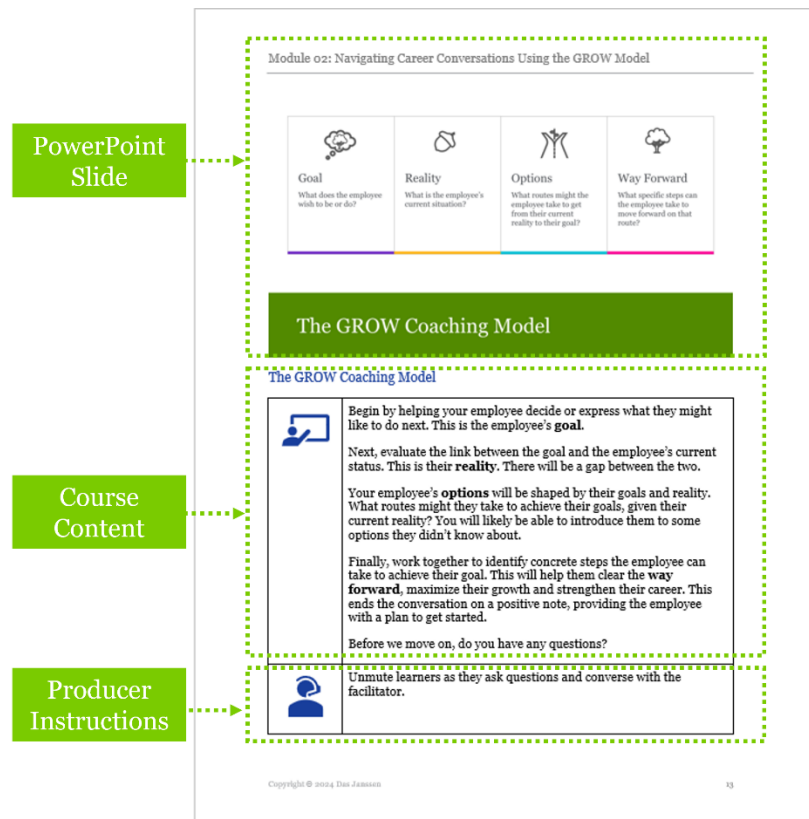 Module 02: Navigating Career Conversations Using the GROW Model
PowerPoint
Slide
Goal
What does the employee
wish to be or do?
Reality
What is the employee's
current situation?
Options
What routes might the
employee take to get
from their current
reality to their goal?
Way Forward
What specific steps can
the employee take to
move forward on that
route?
The GROW Coaching Model
The GROW Coaching Model
Course
Content
Begin by helping your employee decide or express what they might
like to do next. This is the employee's goal.
Next, evaluate the link between the goal and the employee's current
status. This is their reality. There will be a gap between the two.
Your employee's options will be shaped by their goals and reality.
What routes might they take to achieve their goals, given their
current reality? You will likely be able to introduce them to some
options they didn't know about.
Finally, work together to identify concrete steps the employee can
take to achieve their goal. This will help them clear the way
forward, maximize their growth and strengthen their career. This
ends the conversation on a positive note, providing the employee
with a plan to get started.
Before we move on, do you have any questions?
Producer
Instructions
Unmute learners as they ask questions and converse with the
facilitator.
Copyright © 2024 Das Janssen
13